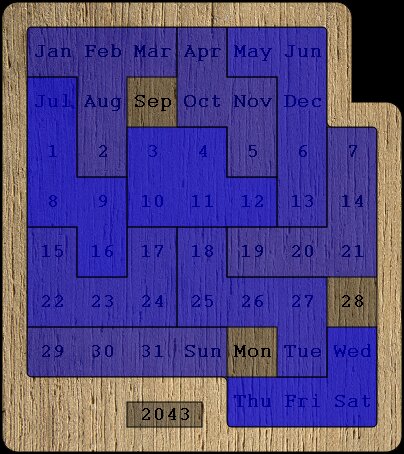 Jan Feb Mar Apr May Jun
Jul Aug Sep Oct Nov Dec
1 2 3 4 5 6 7
8 9 10 11 12 13 14
15 16 17 18 19 20 21
22 23 24 25 26 27 28
29 30 31 Sun Mon Tue Wed
Thu Fri Sat
2043